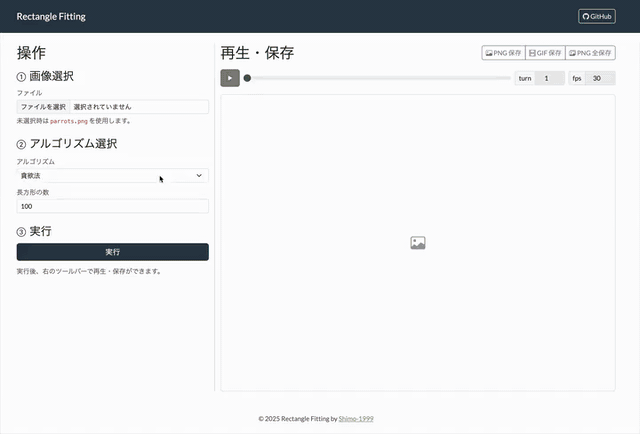 Rectangle Fitting
GitHub
操作
① 画像選択
ファイル
ファイルを選択 選択されていません
未選択時は parrots.png を使用します。
② アルゴリズム選択
アルゴリズム
貪欲法
長方形の数
100
③ 実行
実行
実行後、右のツールバーで再生・保存ができます。
再生・保存
PNG 保存 GIF 保存 PNG 全保存
turn 1 fps 30
© 2025 Rectangle Fitting by Shimo-1999